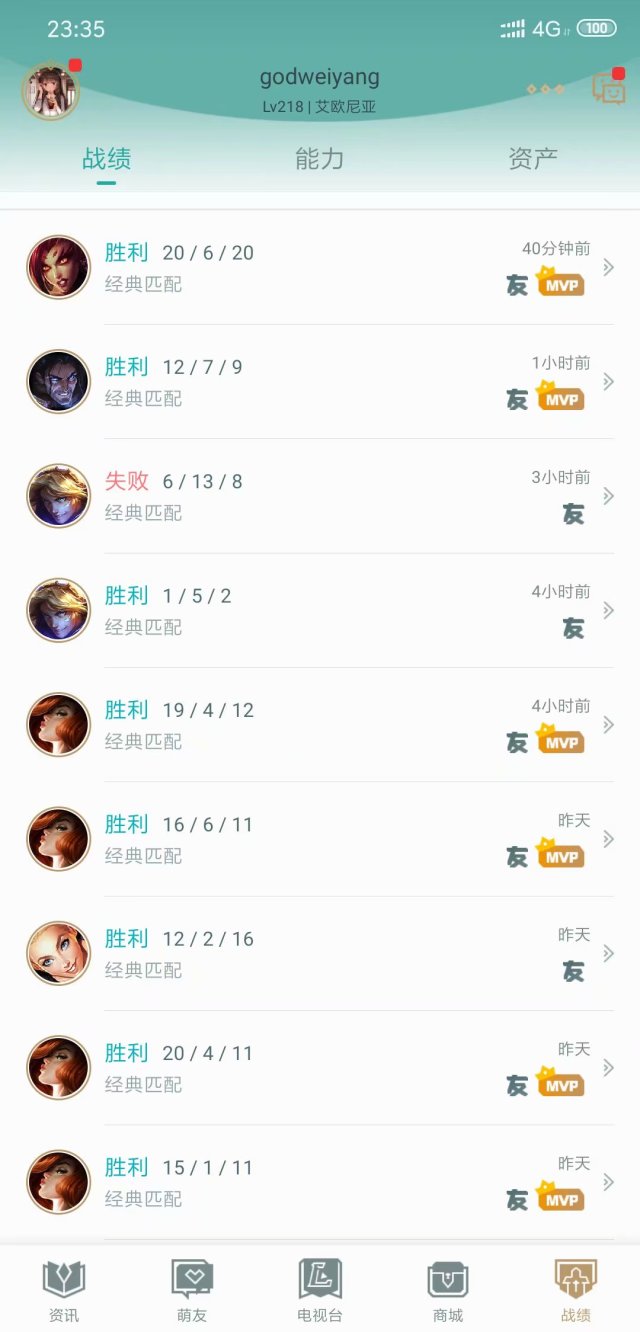 23:35
4G
100
godweiyang
Lv218 | 艾欧尼亚
战绩
能力
资产
胜利 20 / 6 / 20
40分钟前
经典匹配
友 MVP
胜利 12 / 7 / 9
1小时前
经典匹配
友 MVP
失败 6 / 13 / 8
3小时前
经典匹配
友
胜利 1 / 5 / 2
4小时前
经典匹配
友
胜利 19 / 4 / 12
4小时前
经典匹配
友 MVP
胜利 16 / 6 / 11
昨天
经典匹配
友 MVP
胜利 12 / 2 / 16
昨天
经典匹配
友
胜利 20 / 4 / 11
昨天
经典匹配
友 MVP
胜利 15 / 1 / 11
昨天
经典匹配
友 MVP
资讯
萌友
电视台
商城
战绩